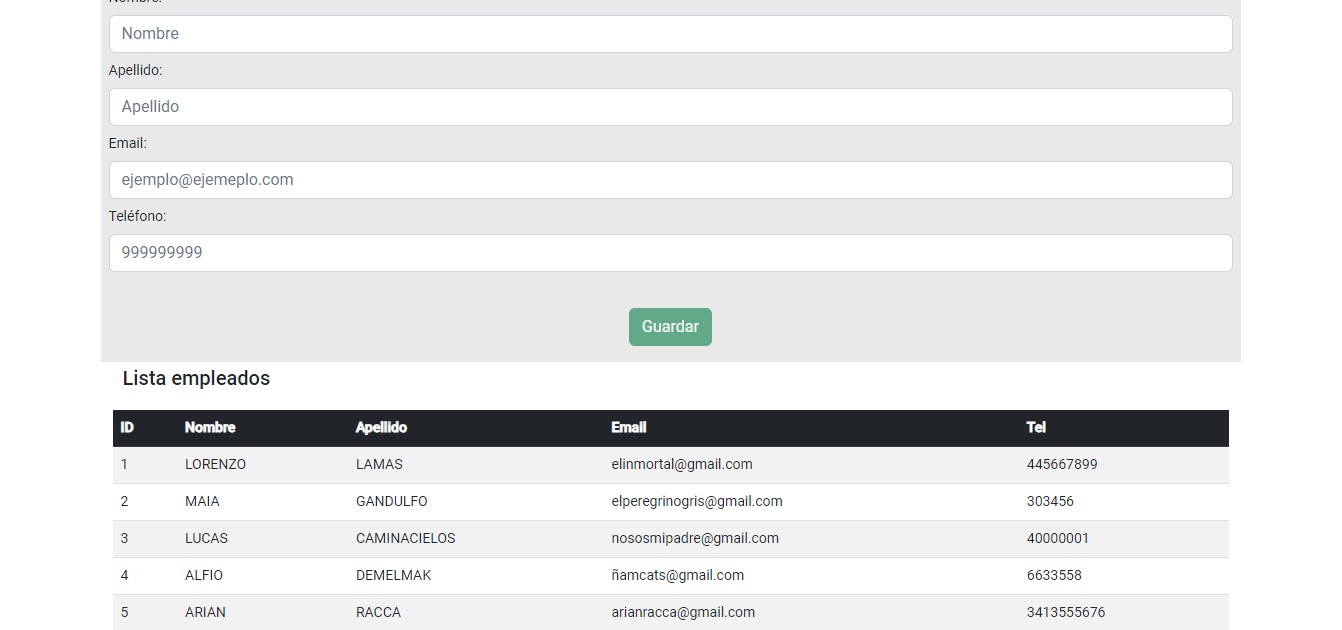 Nombre:
Nombre
Apellido:
Apellido
Email:
ejemplo@ejemeplo.com
Teléfono:
999999999
Guardar
Lista empleados
ID Nombre Apellido Email Tel
1 LORENZO LAMAS elinmortal@gmail.com 445667899
2 MAIA GANDULFO elperegrinogris@gmail.com 303456
3 LUCAS CAMINACIELOS nososmipadre@gmail.com 40000001
4 ALFIO DEMELMAK ñamcats@gmail.com 6633558
5 ARIAN RACCA arianracca@gmail.com 3413555676